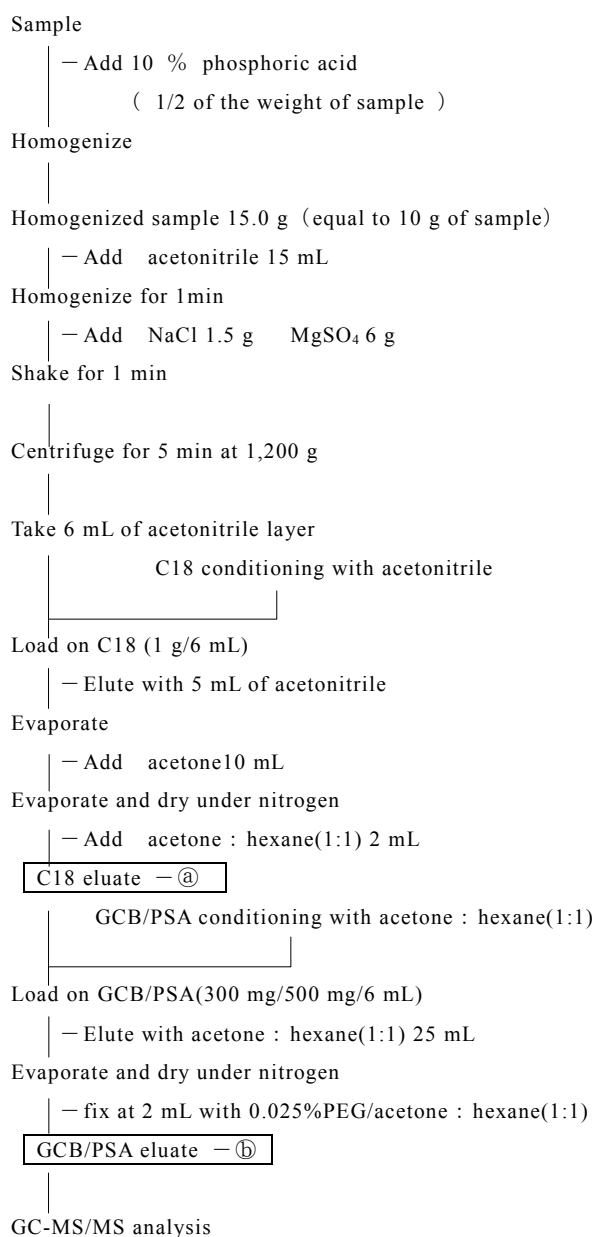 Sample
－Add 10 % phosphoric acid
( 1/2 of the weight of sample )
Homogenize
Homogenized sample 15.0 g (equal to 10 g of sample)
－Add acetonitrile 15 mL
Homogenize for 1min
－Add NaCl 1.5 g MgSO₄ 6 g
Shake for 1 min
Centrifuge for 5 min at 1,200 g
Take 6 mL of acetonitrile layer
C18 conditioning with acetonitrile
Load on C18 (1 g/6 mL)
－Elute with 5 mL of acetonitrile
Evaporate
－Add acetone10 mL
Evaporate and dry under nitrogen
－Add acetone : hexane(1:1) 2 mL
C18 eluate －ⓐ
GCB/PSA conditioning with acetone : hexane(1:1)
Load on GCB/PSA(300 mg/500 mg/6 mL)
－Elute with acetone : hexane(1:1) 25 mL
Evaporate and dry under nitrogen
－fix at 2 mL with 0.025%PEG/acetone : hexane(1:1)
GCB/PSA eluate －ⓑ
GC-MS/MS analysis